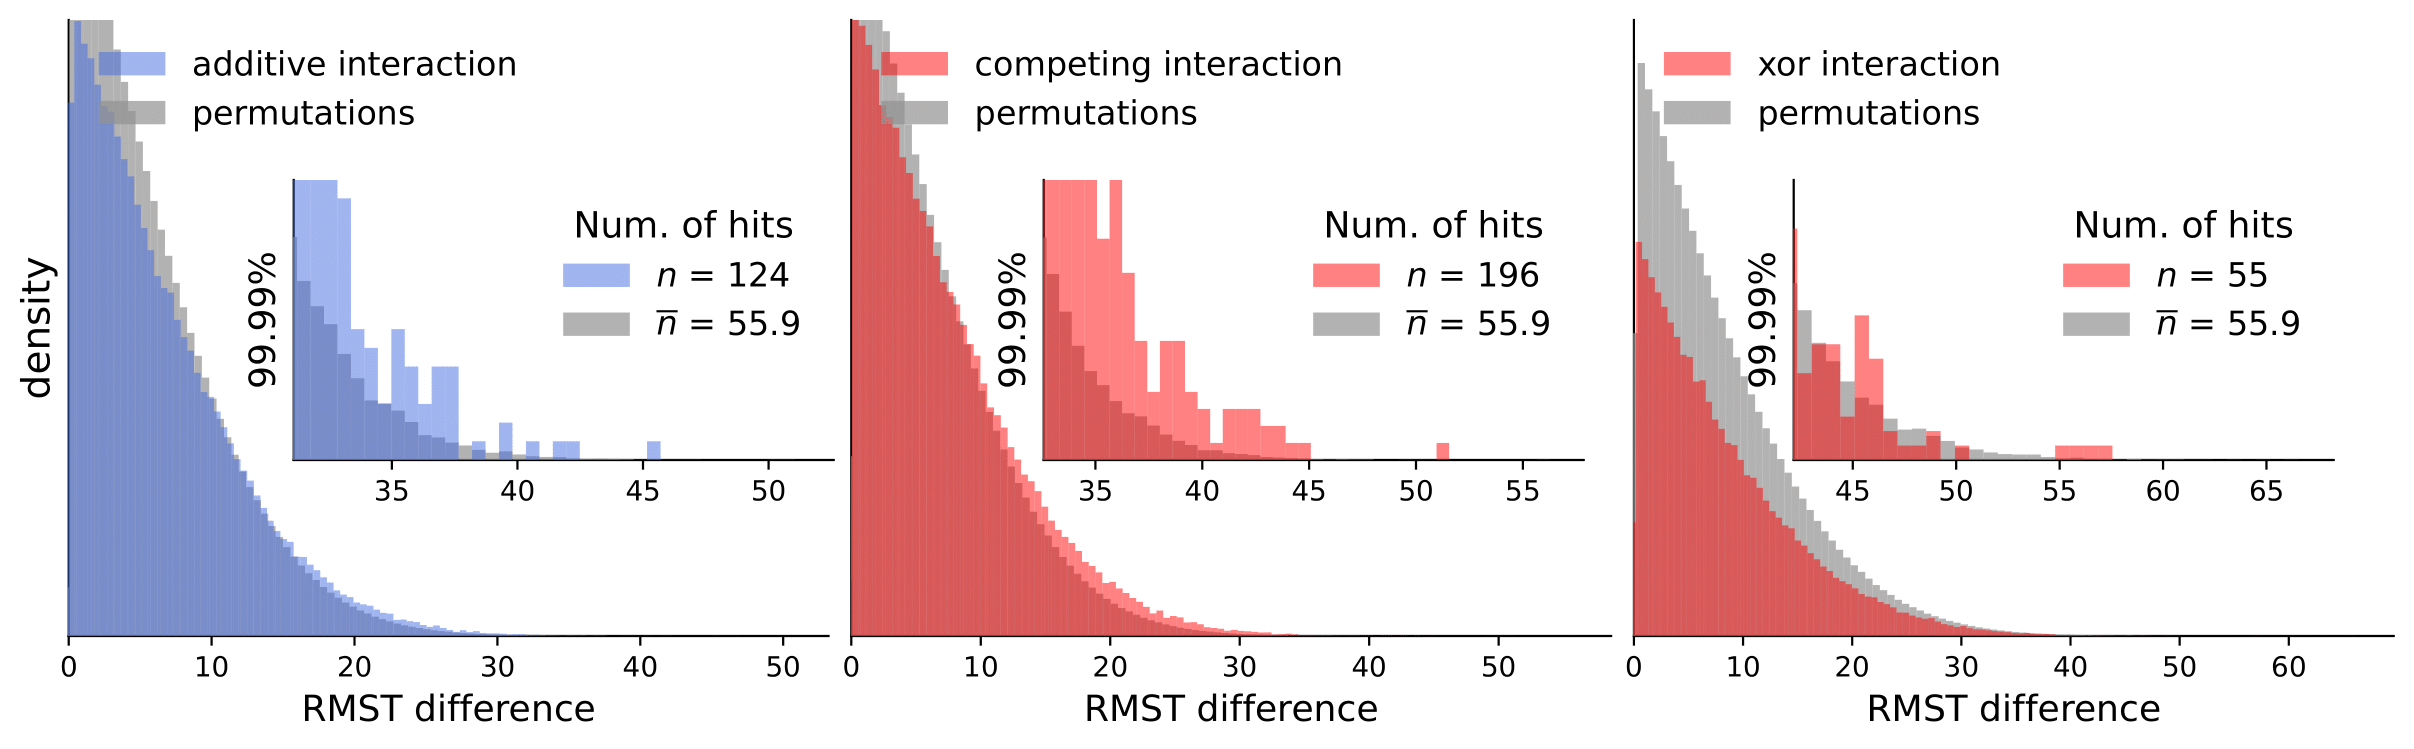 additive interaction
permutations
Num. of hits
n = 124
n̅ = 55.9
99.99%
35 40 45 50
density
0 10 20 30 40 50
RMST difference
competing interaction
permutations
Num. of hits
n = 196
n̅ = 55.9
99.99%
35 40 45 50 55
0 10 20 30 40 50
RMST difference
xor interaction
permutations
Num. of hits
n = 55
n̅ = 55.9
99.99%
45 50 55 60 65
0 10 20 30 40 50 60
RMST difference